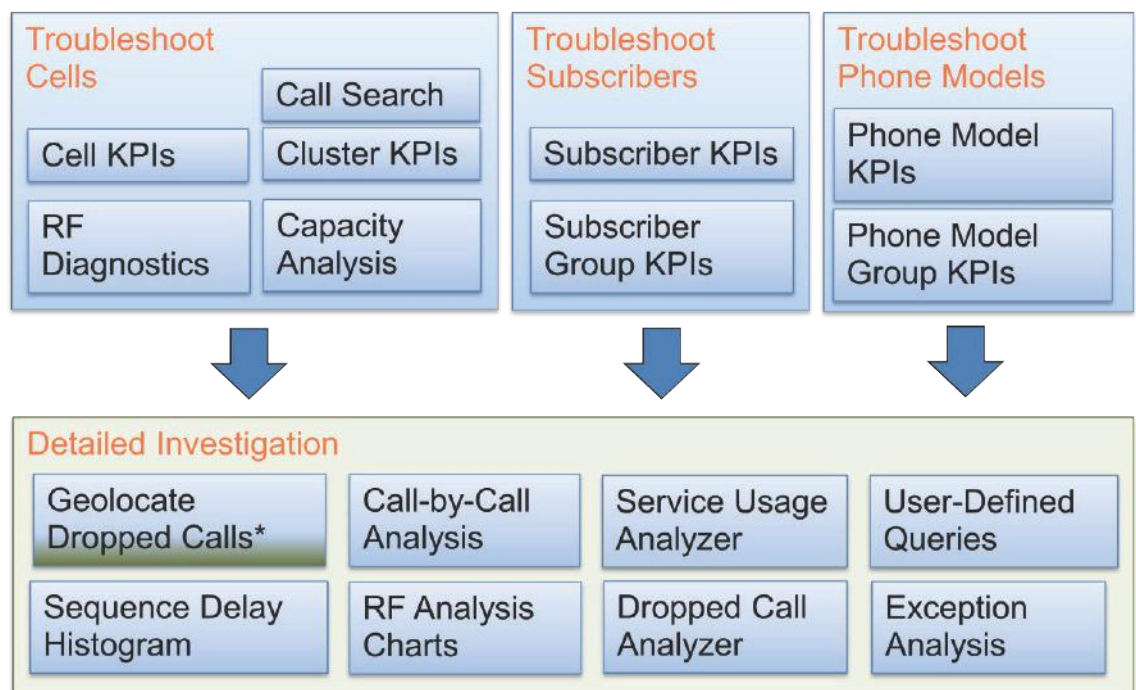 Troubleshoot
Cells
Call Search
Cell KPIs
Cluster KPIs
RF
Diagnostics
Capacity
Analysis
Troubleshoot
Subscribers
Subscriber KPIs
Subscriber
Group KPIs
Troubleshoot
Phone Models
Phone Model
KPIs
Phone Model
Group KPIs
Detailed Investigation
Geolocate
Dropped Calls*
Call-by-Call
Analysis
Service Usage
Analyzer
User-Defined
Queries
Sequence Delay
Histogram
RF Analysis
Charts
Dropped Call
Analyzer
Exception
Analysis